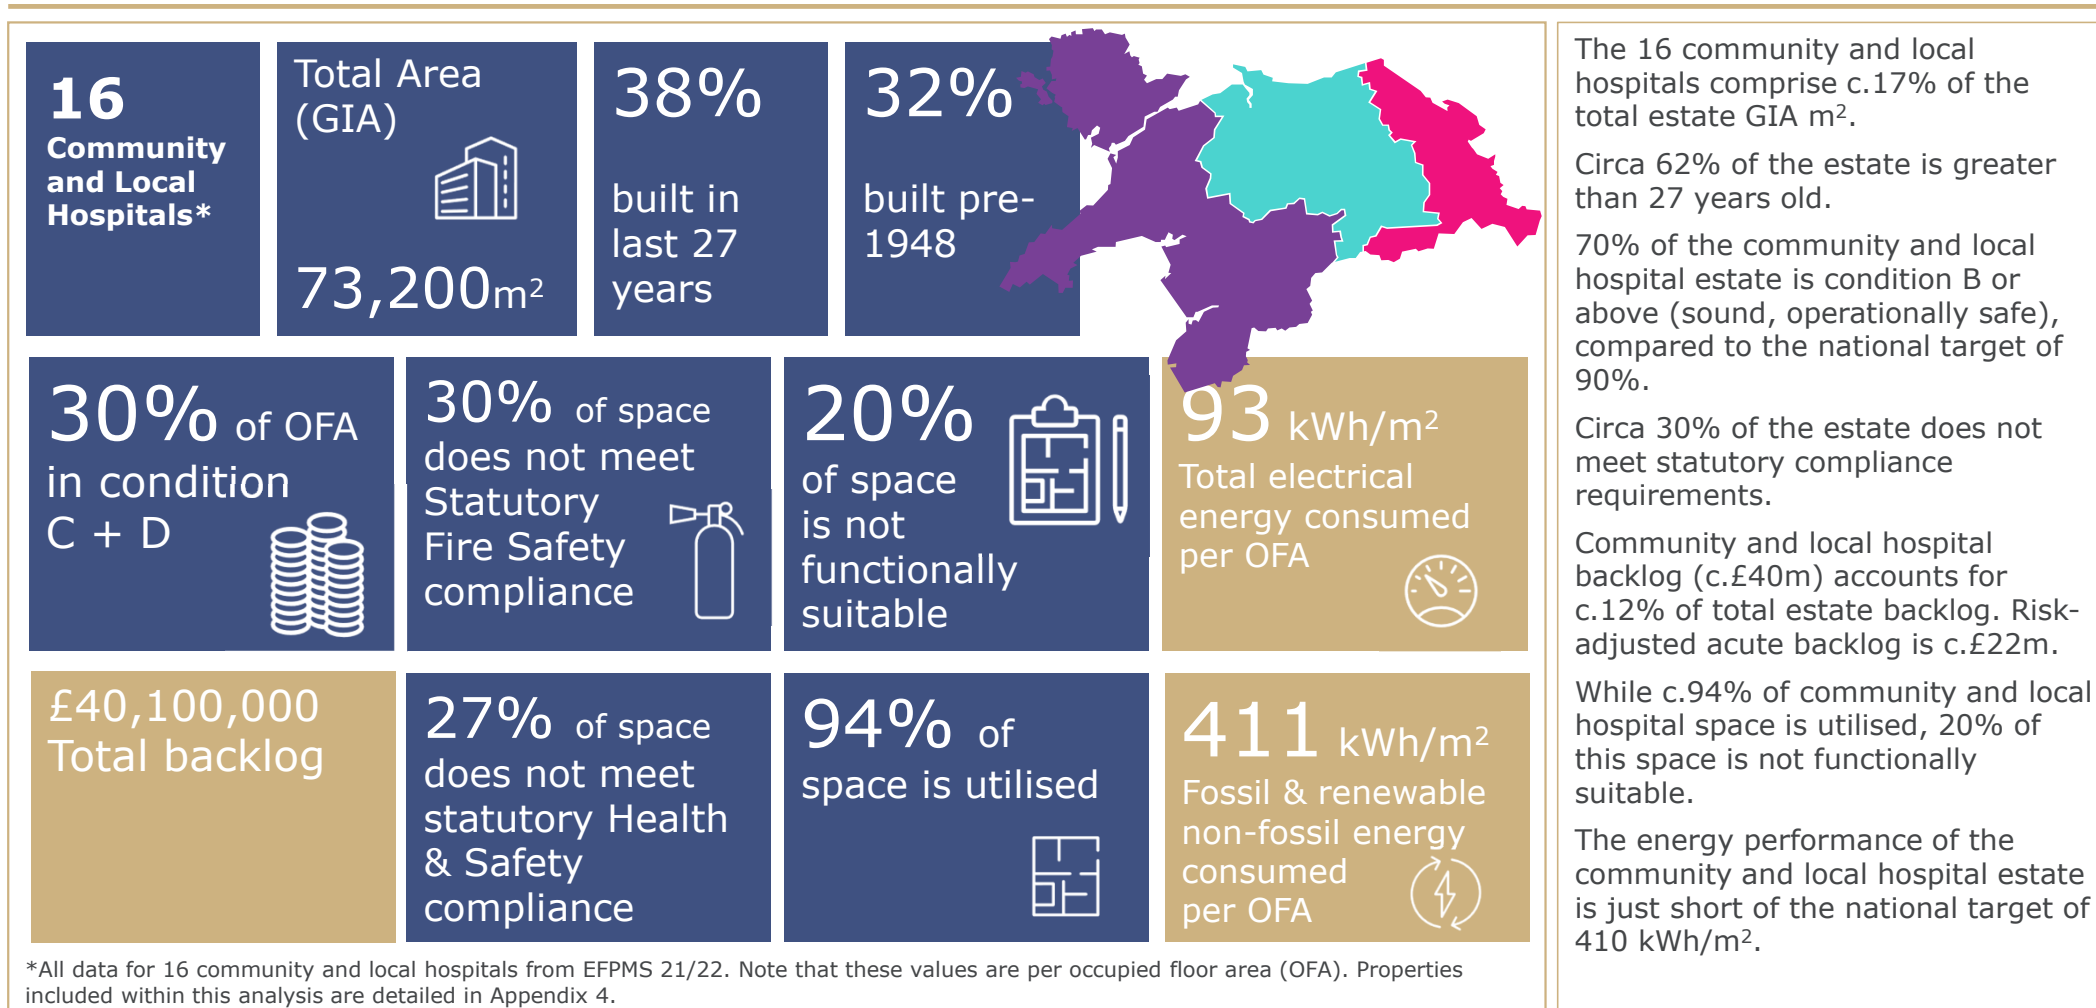 16
Community
and Local
Hospitals*
Total Area
(GIA)
73,200m²
38%
built in
last 27
years
32%
built pre-
1948
30% of OFA
in condition
C + D
30% of space
does not meet
Statutory
Fire Safety
compliance
20%
of space
is not
functionally
suitable
93 kWh/m²
Total electrical
energy consumed
per OFA
£40,100,000
Total backlog
27% of space
does not meet
statutory Health
& Safety
compliance
94% of
space is utilised
411 kWh/m²
Fossil & renewable
non-fossil energy
consumed
per OFA
*All data for 16 community and local hospitals from EFPMS 21/22. Note that these values are per occupied floor area (OFA). Properties
included within this analysis are detailed in Appendix 4.
The 16 community and local
hospitals comprise c.17% of the
total estate GIA m².
Circa 62% of the estate is greater
than 27 years old.
70% of the community and local
hospital estate is condition B or
above (sound, operationally safe),
compared to the national target of
90%.
Circa 30% of the estate does not
meet statutory compliance
requirements.
Community and local hospital
backlog (c.£40m) accounts for
c.12% of total estate backlog. Risk-
adjusted acute backlog is c.£22m.
While c.94% of community and local
hospital space is utilised, 20% of
this space is not functionally
suitable.
The energy performance of the
community and local hospital estate
is just short of the national target of
410 kWh/m².